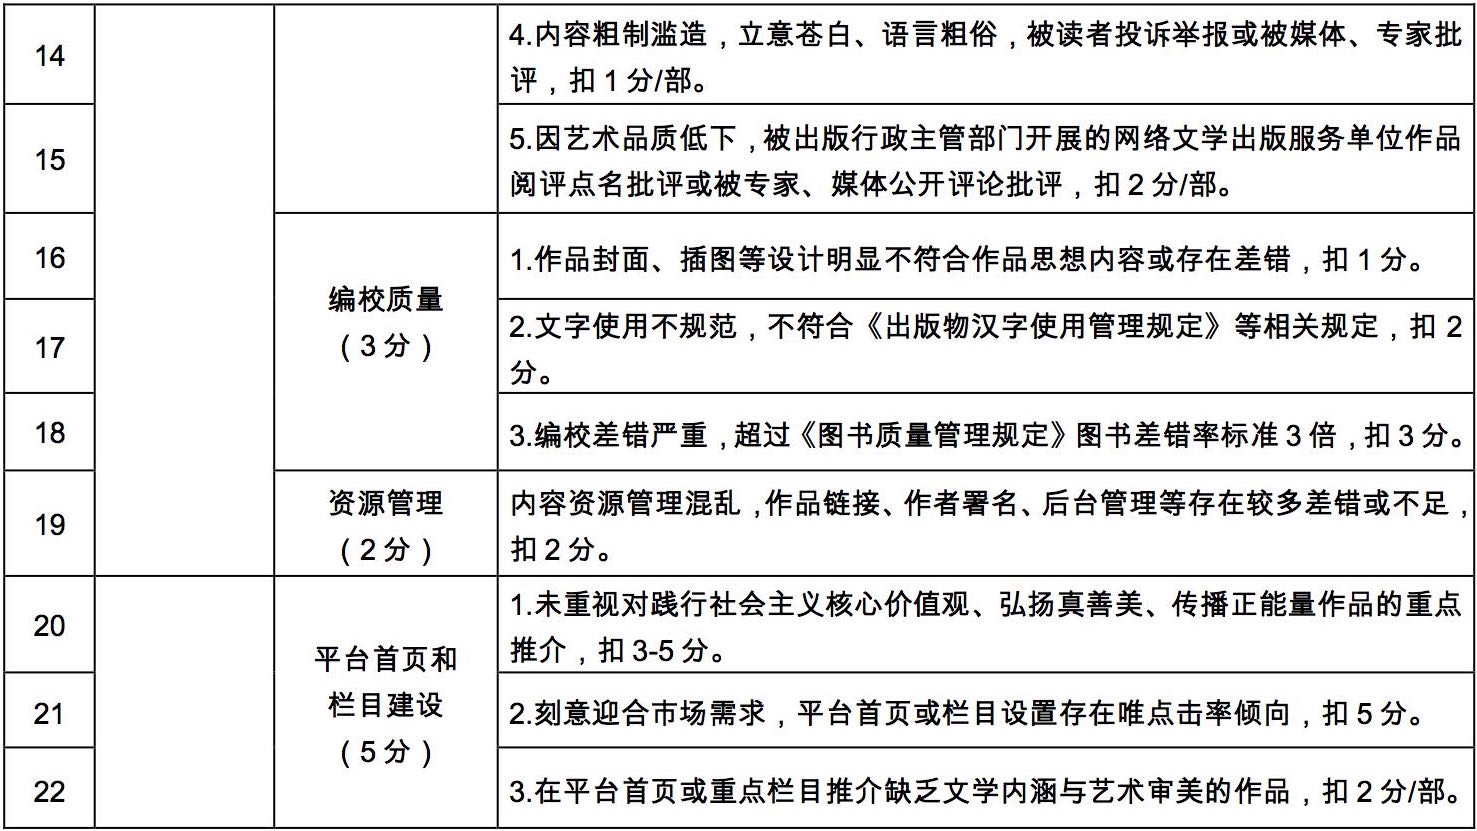 14
4.内容粗制滥造，立意苍白、语言粗俗，被读者投诉举报或被媒体、专家批
评，扣 1 分/部。
15
5.因艺术品质低下，被出版行政主管部门开展的网络文学出版服务单位作品
阅评点名批评或被专家、媒体公开评论批评，扣 2 分/部。
编校质量
（3 分）
16
1.作品封面、插图等设计明显不符合作品思想内容或存在差错，扣 1 分。
17
2.文字使用不规范，不符合《出版物汉字使用管理规定》等相关规定，扣 2
分。
18
3.编校差错严重，超过《图书质量管理规定》图书差错率标准 3 倍，扣 3 分。
19
资源管理
（2 分）
内容资源管理混乱，作品链接、作者署名、后台管理等存在较多差错或不足，
扣 2 分。
平台首页和
栏目建设
（5 分）
20
1.未重视对践行社会主义核心价值观、弘扬真善美、传播正能量作品的重点
推介，扣 3-5 分。
21
2.刻意迎合市场需求，平台首页或栏目设置存在唯点击率倾向，扣 5 分。
22
3.在平台首页或重点栏目推介缺乏文学内涵与艺术审美的作品，扣 2 分/部。